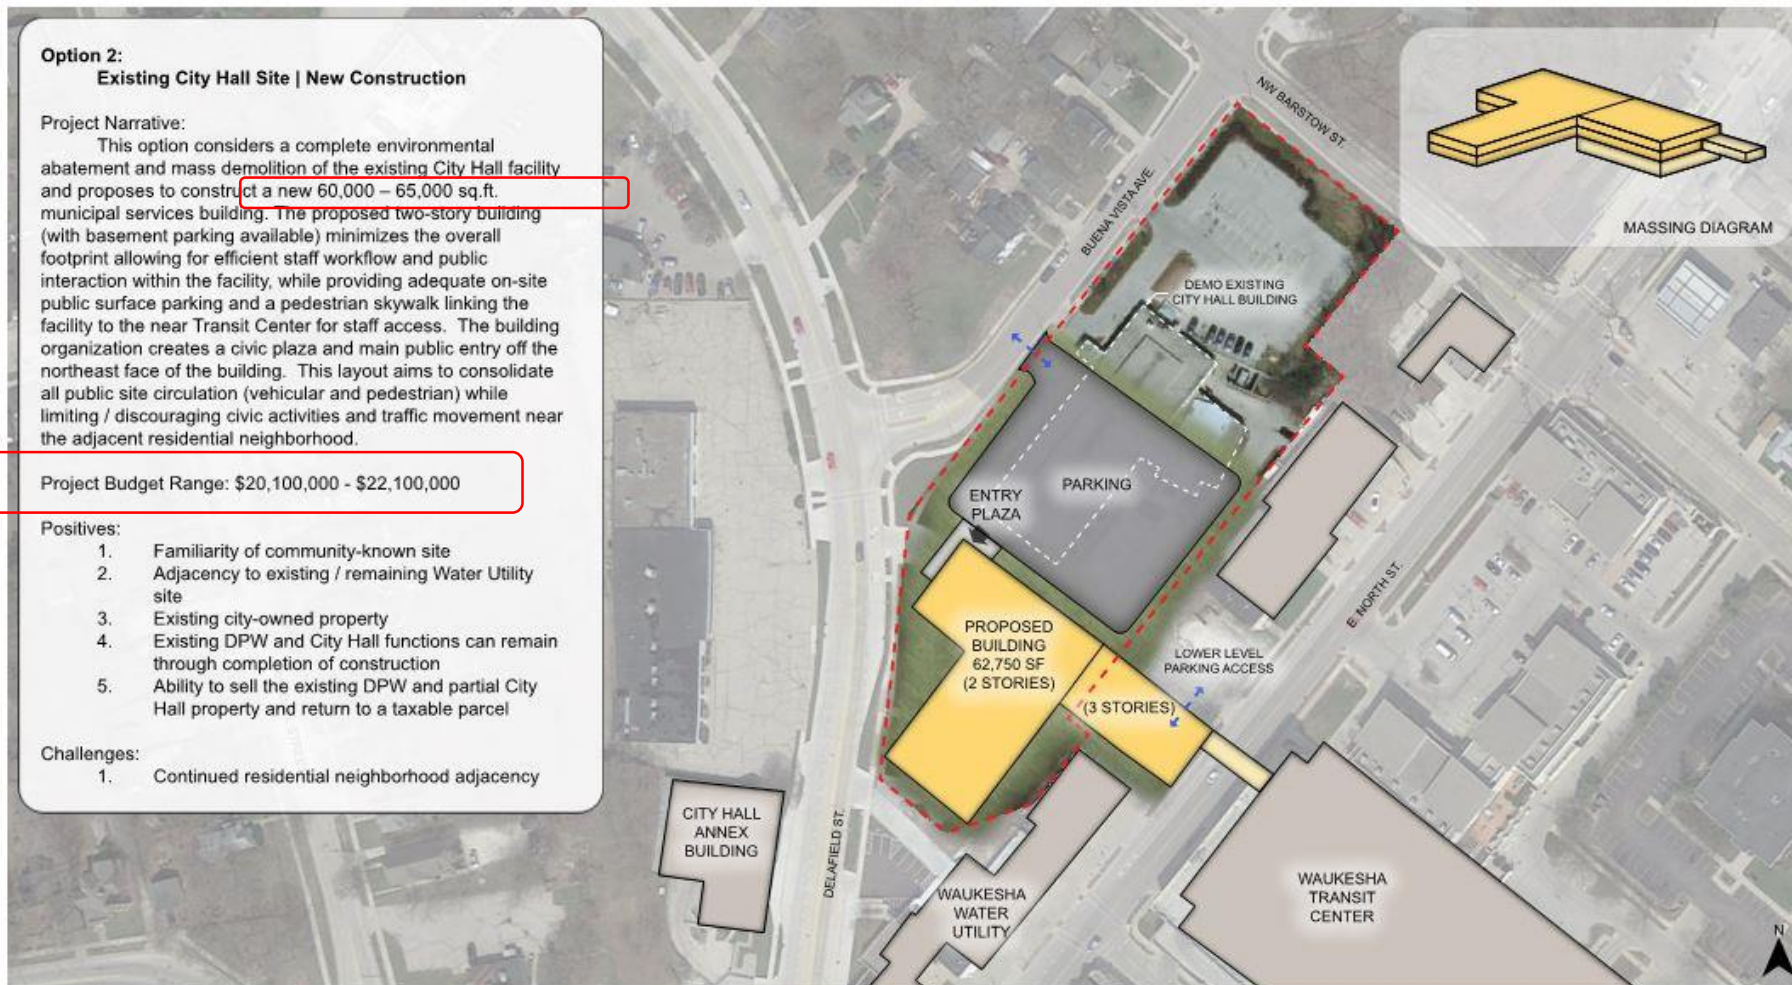 Option 2:
Existing City Hall Site | New Construction
Project Narrative:
This option considers a complete environmental
abatement and mass demolition of the existing City Hall facility
and proposes to construct a new 60,000 – 65,000 sq.ft.
municipal services building. The proposed two-story building
(with basement parking available) minimizes the overall
footprint allowing for efficient staff workflow and public
interaction within the facility, while providing adequate on-site
public surface parking and a pedestrian skywalk linking the
facility to the near Transit Center for staff access. The building
organization creates a civic plaza and main public entry off the
northeast face of the building. This layout aims to consolidate
all public site circulation (vehicular and pedestrian) while
limiting / discouraging civic activities and traffic movement near
the adjacent residential neighborhood.
Project Budget Range: $20,100,000 - $22,100,000
Positives:
1. Familiarity of community-known site
2. Adjacency to existing / remaining Water Utility
site
3. Existing city-owned property
4. Existing DPW and City Hall functions can remain
through completion of construction
5. Ability to sell the existing DPW and partial City
Hall property and return to a taxable parcel
Challenges:
1. Continued residential neighborhood adjacency
NW BARSTOW ST.
BUENA VISTA AVE.
MASSING DIAGRAM
DEMO EXISTING
CITY HALL BUILDING
PARKING
ENTRY
PLAZA
E. NORTH ST.
PROPOSED
BUILDING
62,750 SF
(2 STORIES)
LOWER LEVEL
PARKING ACCESS
(3 STORIES)
CITY HALL
ANNEX
BUILDING
DELAFIELD ST.
WAUKESHA
WATER
UTILITY
WAUKESHA
TRANSIT
CENTER
N